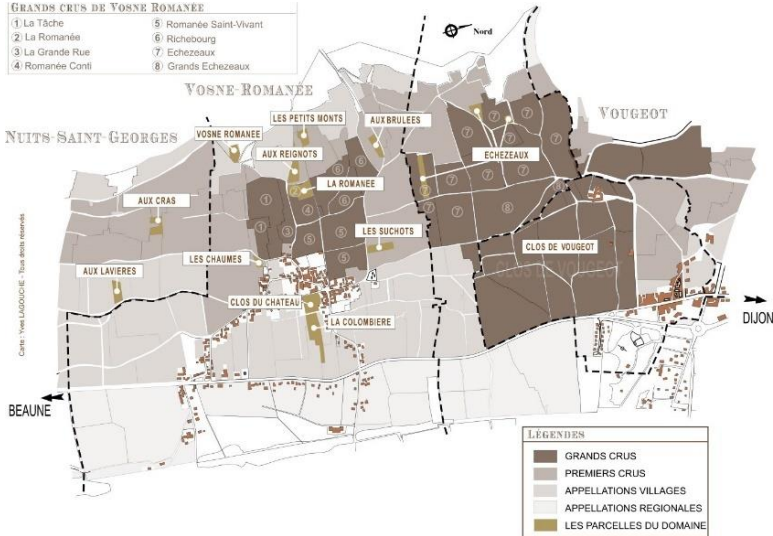 GRANDS CRUS DE VOSNE ROMANÉE
1 La Tâche
2 La Romanée
3 La Grande Rue
4 Romanée Conti
5 Romanée Saint-Vivant
6 Richebourg
7 Echezeaux
8 Grands Echezeaux
Nord
VOSNE-ROMANÉE
NUITS-SAINT-GEORGES
VOUGEOT
LES PETITS MONTS
AUX BRULEES
VOSNE ROMANEE
AUX REIGNOTS
ECHEZEAUX
LA ROMANEE
AUX CRAS
LES SUCHOTS
CLOS DE VOUGEOT
LES CHAUMES
AUX LAVIERES
CLOS DE VOUGEOT
CLOS DU CHATEAU
LA COLOMBIERE
Carte : Yves LAGOUCHE - Tous droits réservés
DIJON
BEAUNE
LÉGENDES
GRANDS CRUS
PREMIERS CRUS
APPELLATIONS VILLAGES
APPELLATIONS REGIONALES
LES PARCELLES DU DOMAINE